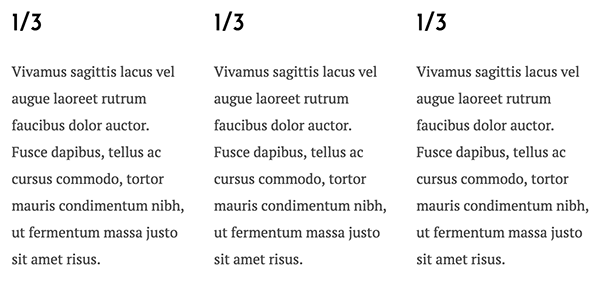 1/3
Vivamus sagittis lacus vel
augue laoreet rutrum
faucibus dolor auctor.
Fusce dapibus, tellus ac
cursus commodo, tortor
mauris condimentum nibh,
ut fermentum massa justo
sit amet risus.
1/3
Vivamus sagittis lacus vel
augue laoreet rutrum
faucibus dolor auctor.
Fusce dapibus, tellus ac
cursus commodo, tortor
mauris condimentum nibh,
ut fermentum massa justo
sit amet risus.
1/3
Vivamus sagittis lacus vel
augue laoreet rutrum
faucibus dolor auctor.
Fusce dapibus, tellus ac
cursus commodo, tortor
mauris condimentum nibh,
ut fermentum massa justo
sit amet risus.